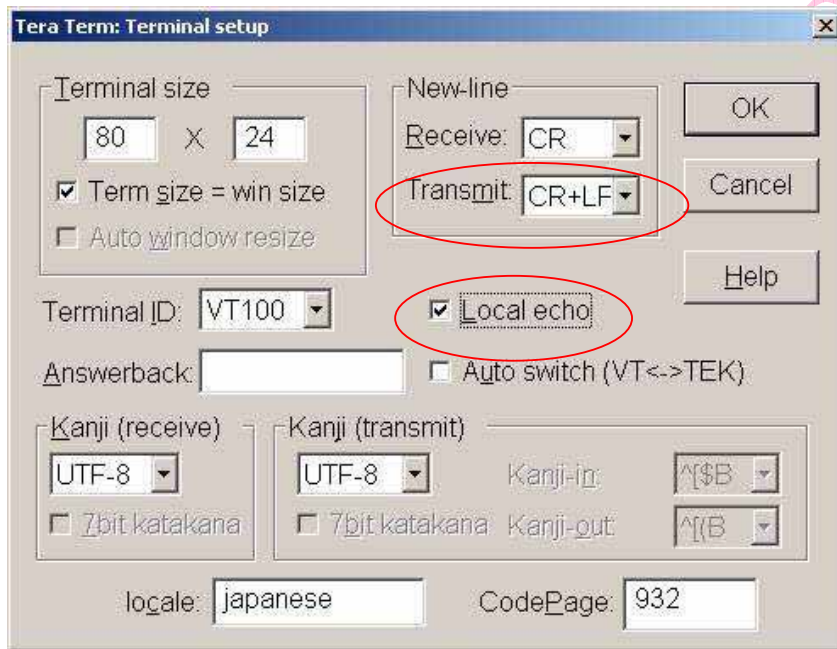 Tera Term: Terminal setup
Terminal size
80 X 24
Term size = win size
Auto window resize
New-line
Receive: CR
Transmit: CR+LF
OK
Cancel
Help
Terminal ID: VT100
Local echo
Answerback:
Auto switch (VT<->TEK)
Kanji (receive)
UTF-8
7bit katakana
Kanji (transmit)
UTF-8
7bit katakana
Kanji-in: ^[$B
Kanji-out: ^[(B
locale: japanese
CodePage: 932